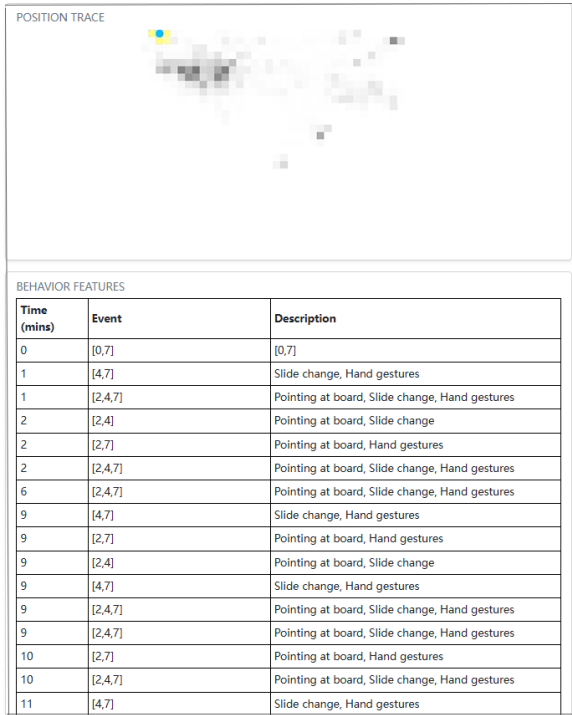 POSITION TRACE
BEHAVIOR FEATURES
Time (mins) Event Description
0 [0,7] [0,7]
1 [4,7] Slide change, Hand gestures
1 [2,4,7] Pointing at board, Slide change, Hand gestures
2 [2,4] Pointing at board, Slide change
2 [2,7] Pointing at board, Hand gestures
2 [2,4,7] Pointing at board, Slide change, Hand gestures
6 [2,4,7] Pointing at board, Slide change, Hand gestures
9 [4,7] Slide change, Hand gestures
9 [2,7] Pointing at board, Hand gestures
9 [2,4] Pointing at board, Slide change
9 [4,7] Slide change, Hand gestures
9 [2,4,7] Pointing at board, Slide change, Hand gestures
9 [2,4,7] Pointing at board, Slide change, Hand gestures
10 [2,7] Pointing at board, Hand gestures
10 [2,4,7] Pointing at board, Slide change, Hand gestures
11 [4,7] Slide change, Hand gestures